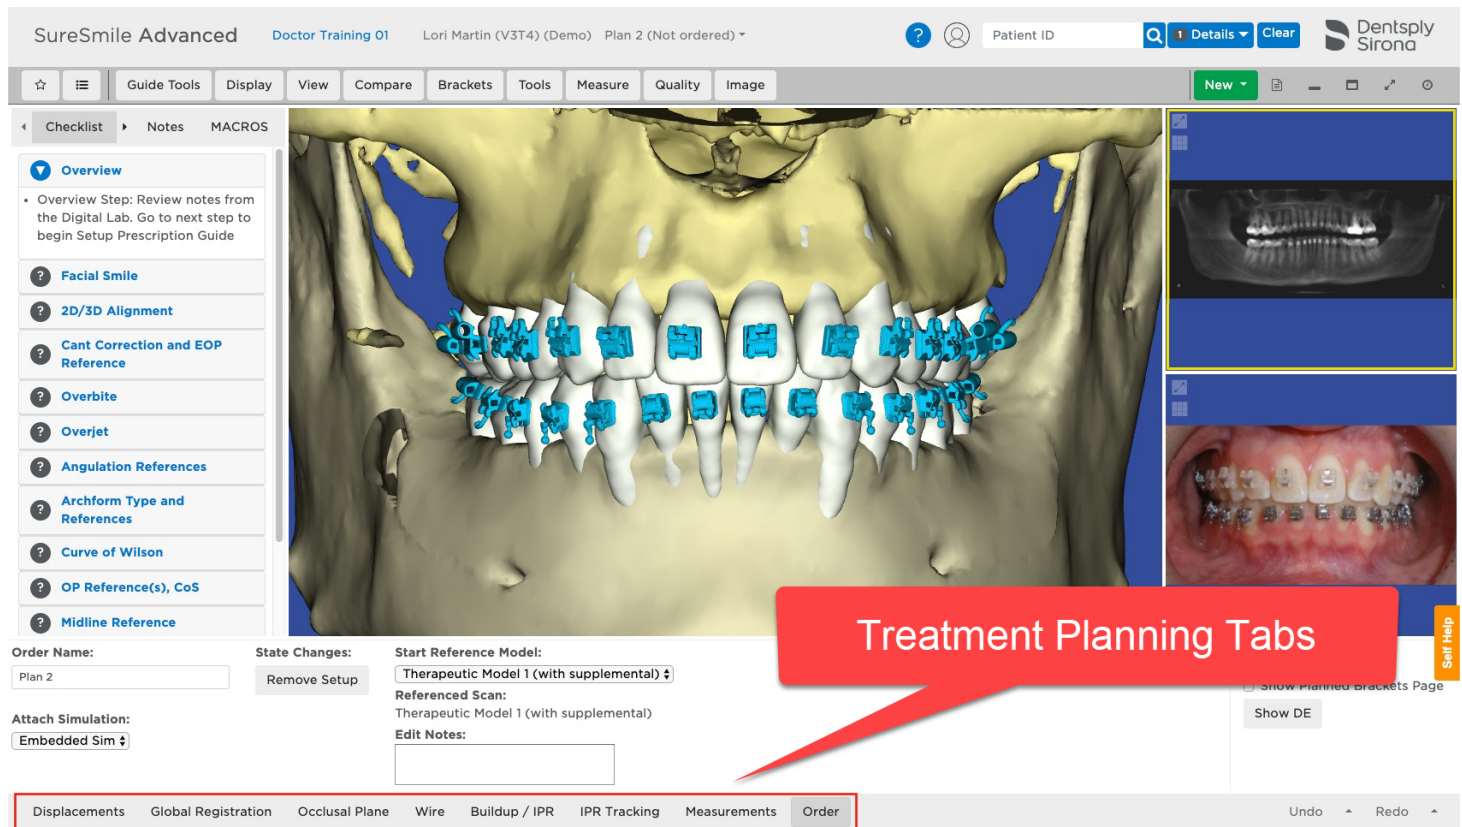 SureSmile Advanced
Doctor Training 01
Lori Martin (V3T4) (Demo) Plan 2 (Not ordered)
?
Patient ID
1 Details
Clear
Dentsply
Sirona
Guide Tools
Display
View
Compare
Brackets
Tools
Measure
Quality
Image
New
Checklist
Notes
MACROS
Overview
• Overview Step: Review notes from
the Digital Lab. Go to next step to
begin Setup Prescription Guide
? Facial Smile
? 2D/3D Alignment
? Cant Correction and EOP
Reference
? Overbite
? Overjet
? Angulation References
? Archform Type and
References
? Curve of Wilson
? OP Reference(s), CoS
? Midline Reference
Treatment Planning Tabs
Self Help
Order Name:
Plan 2
Attach Simulation:
Embedded Sim
State Changes:
Remove Setup
Start Reference Model:
Therapeutic Model 1 (with supplemental)
Referenced Scan:
Therapeutic Model 1 (with supplemental)
Edit Notes:
Show Planned Brackets Page
Show DE
Displacements
Global Registration
Occlusal Plane
Wire
Buildup / IPR
IPR Tracking
Measurements
Order
Undo
Redo